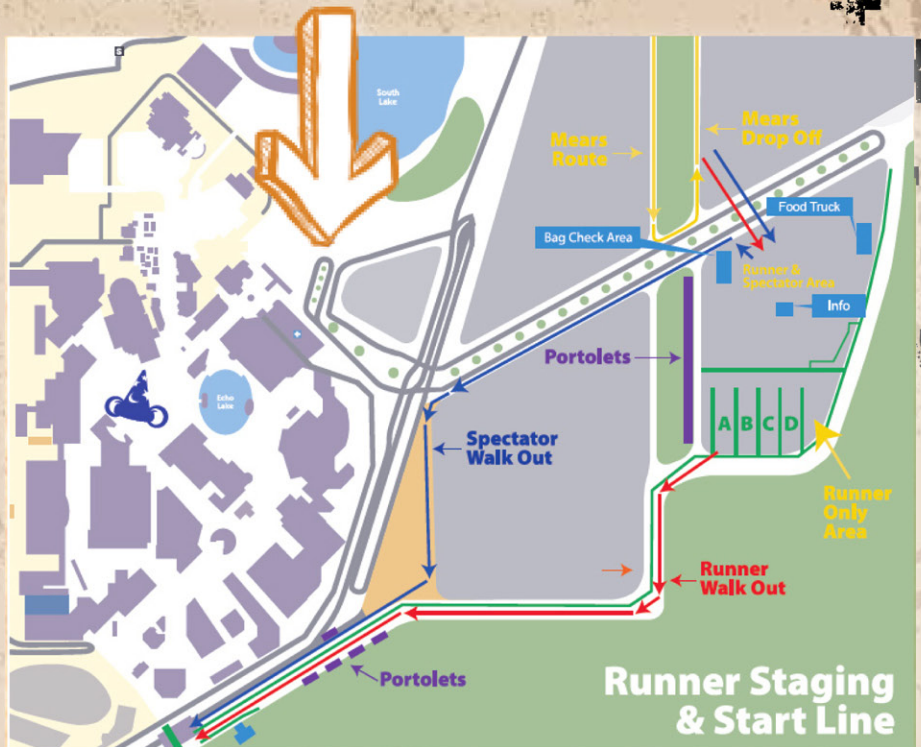 S
South
Lake
Mears
Route
Mears
Drop Off
Food Truck
Bag Check Area
Runner &
Spectator Area
Info
Portolets
Echo
Lake
A B C D
Spectator
Walk Out
Runner
Only
Area
Runner
Walk Out
Portolets
Runner Staging
& Start Line